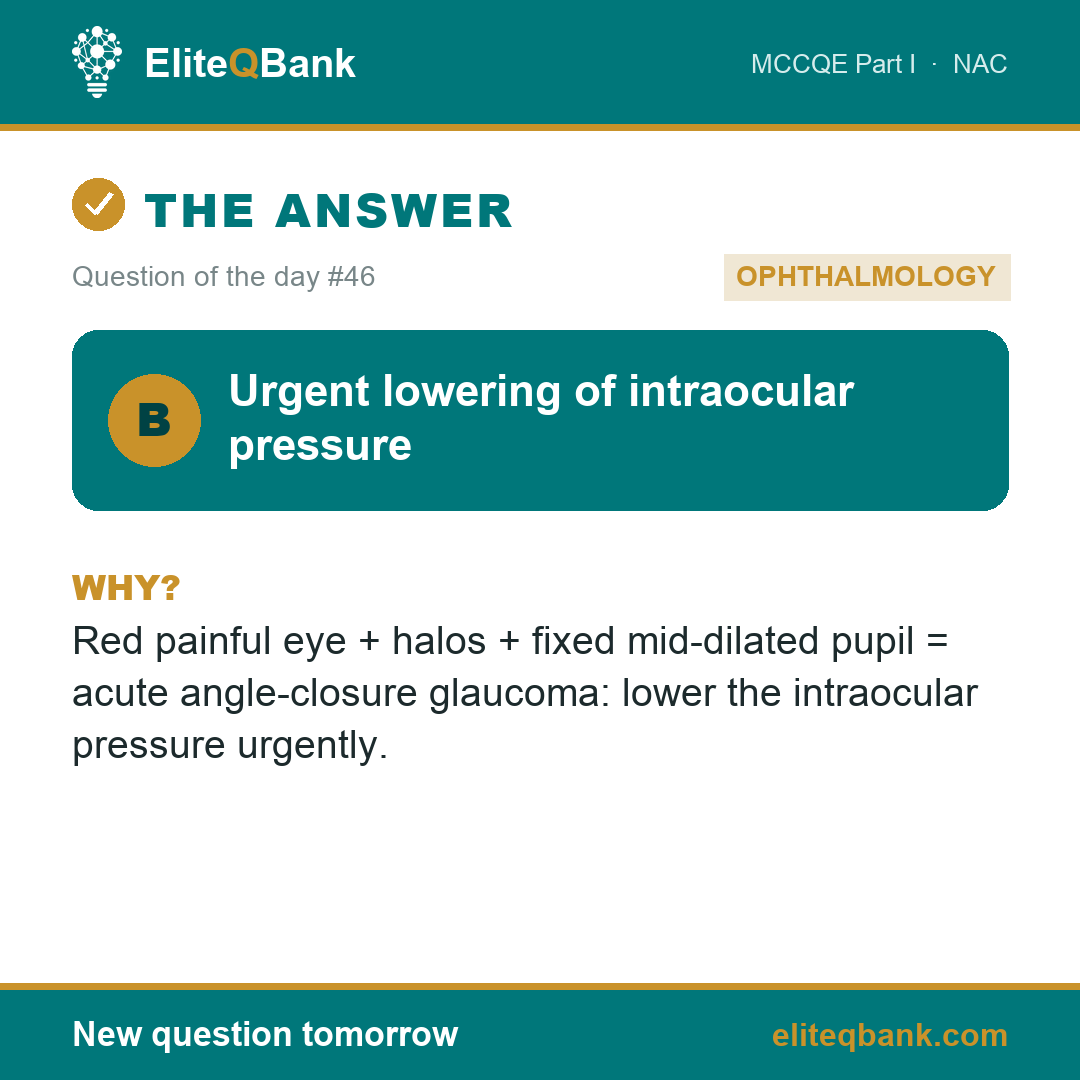 EliteQBank
MCCQE Part I · NAC
THE ANSWER
Question of the day #46
OPHTHALMOLOGY
B
Urgent lowering of intraocular
pressure
WHY?
Red painful eye + halos + fixed mid-dilated pupil =
acute angle-closure glaucoma: lower the intraocular
pressure urgently.
New question tomorrow
eliteqbank.com